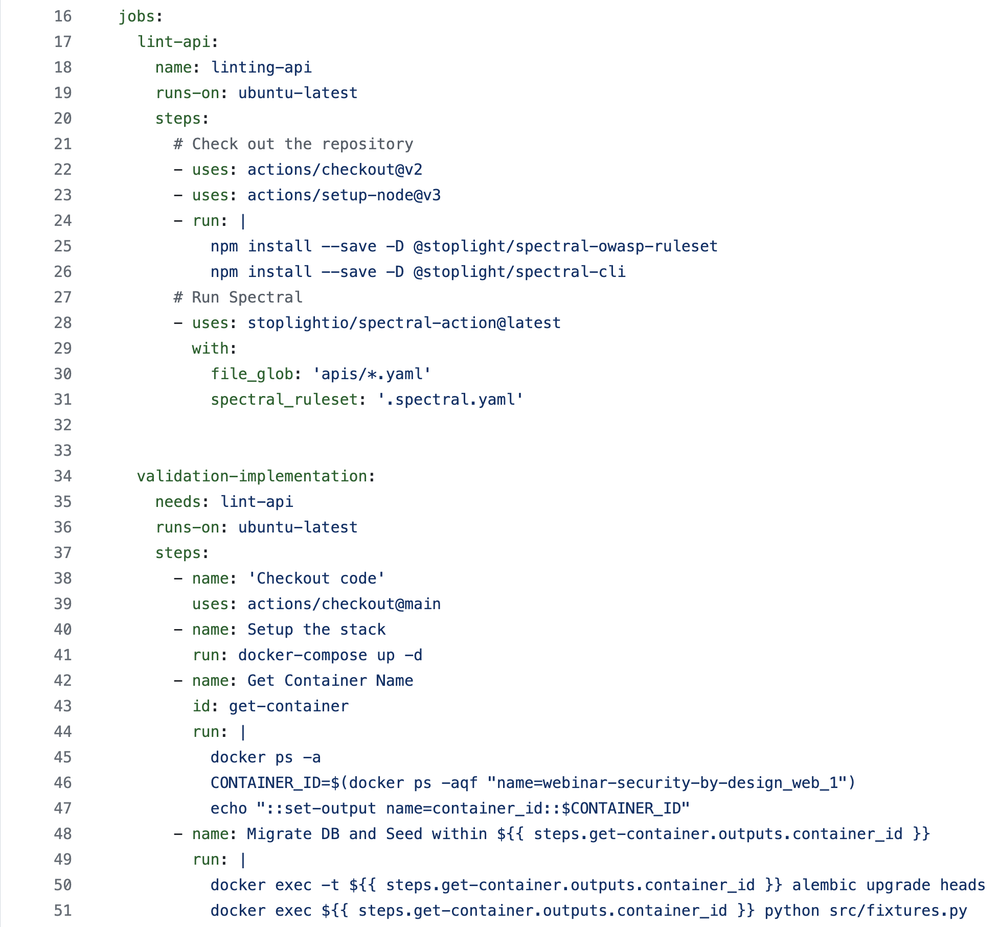 16 jobs:
17 lint-api:
18 name: linting-api
19 runs-on: ubuntu-latest
20 steps:
21 # Check out the repository
22 - uses: actions/checkout@v2
23 - uses: actions/setup-node@v3
24 - run: |
25 npm install --save -D @stoplight/spectral-owasp-ruleset
26 npm install --save -D @stoplight/spectral-cli
27 # Run Spectral
28 - uses: stoplightio/spectral-action@latest
29 with:
30 file_glob: 'apis/*.yaml'
31 spectral_ruleset: '.spectral.yaml'
32
33
34 validation-implementation:
35 needs: lint-api
36 runs-on: ubuntu-latest
37 steps:
38 - name: 'Checkout code'
39 uses: actions/checkout@main
40 - name: Setup the stack
41 run: docker-compose up -d
42 - name: Get Container Name
43 id: get-container
44 run: |
45 docker ps -a
46 CONTAINER_ID=$(docker ps -aqf "name=webinar-security-by-design_web_1")
47 echo "::set-output name=container_id::$CONTAINER_ID"
48 - name: Migrate DB and Seed within ${{ steps.get-container.outputs.container_id }}
49 run: |
50 docker exec -t ${{ steps.get-container.outputs.container_id }} alembic upgrade heads
51 docker exec ${{ steps.get-container.outputs.container_id }} python src/fixtures.py